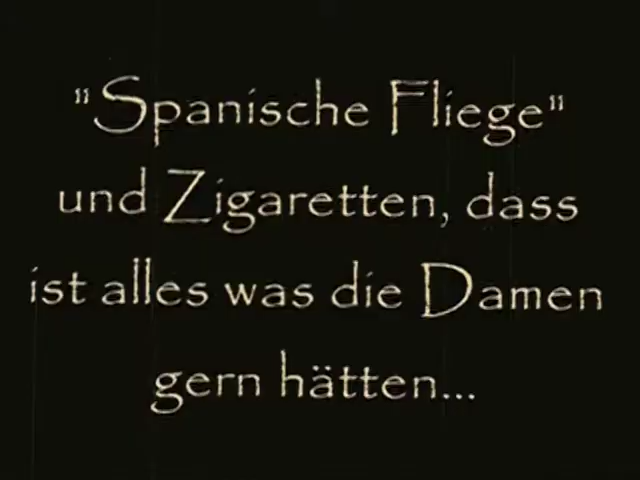 "Spanische Fliege"
und Zigaretten, dass
ist alles was die Damen
gern hätten...